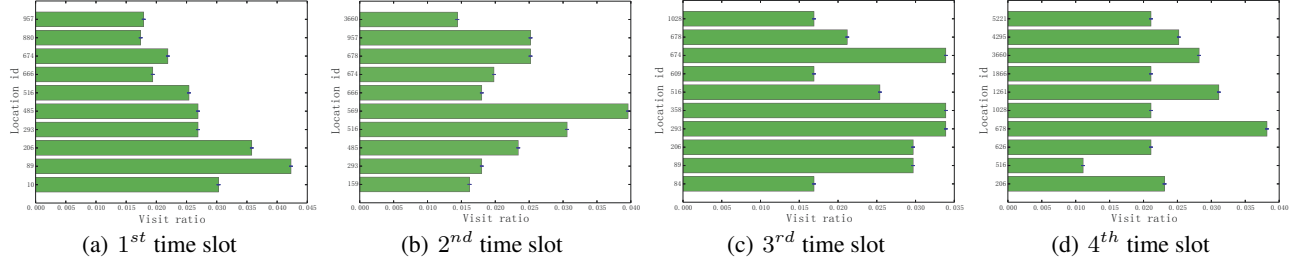 957
880
674
666
516
485
293
206
89
10
Location id
0.000 0.005 0.010 0.015 0.020 0.025 0.030 0.035 0.040 0.045
Visit ratio
(a) 1st time slot
3660
957
678
674
666
569
516
485
293
159
Location id
0.000 0.005 0.010 0.015 0.020 0.025 0.030 0.035 0.040
Visit ratio
(b) 2nd time slot
1028
678
674
609
516
358
293
206
89
84
Location id
0.000 0.005 0.010 0.015 0.020 0.025 0.030 0.035
Visit ratio
(c) 3rd time slot
5221
4295
3660
1866
1261
1028
678
626
516
206
Location id
0.000 0.005 0.010 0.015 0.020 0.025 0.030 0.035 0.040
Visit ratio
(d) 4th time slot